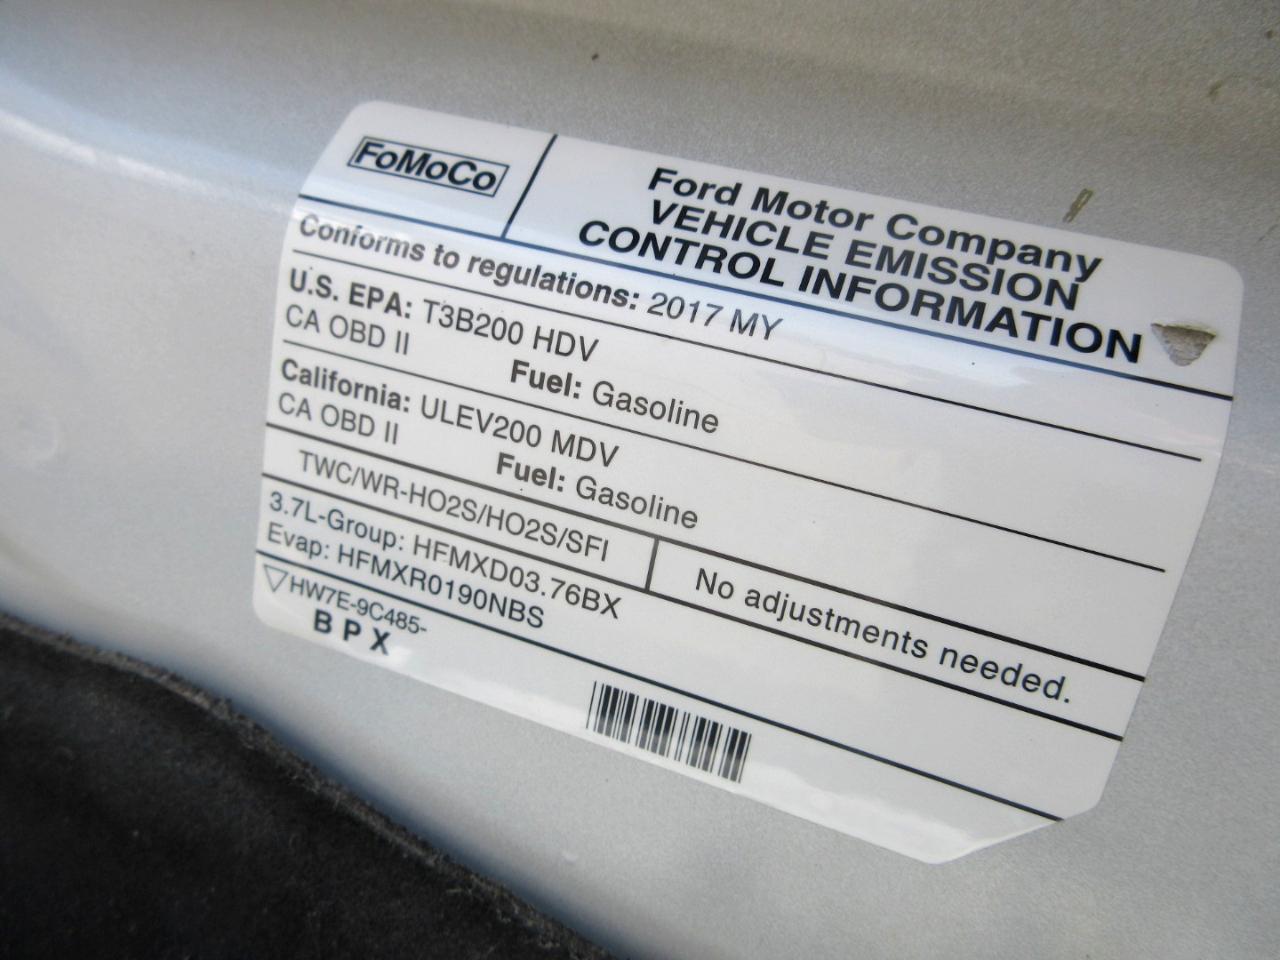 FoMoCo
Ford Motor Company
VEHICLE EMISSION
CONTROL INFORMATION
Conforms to regulations: 2017 MY
U.S. EPA: T3B200 HDV
CA OBD II Fuel: Gasoline
California: ULEV200 MDV
CA OBD II Fuel: Gasoline
TWC/WR-HO2S/HO2S/SFI
No adjustments needed.
3.7L-Group: HFMXD03.76BX
Evap: HFMXR0190NBS
HW7E-9C485-
B P X